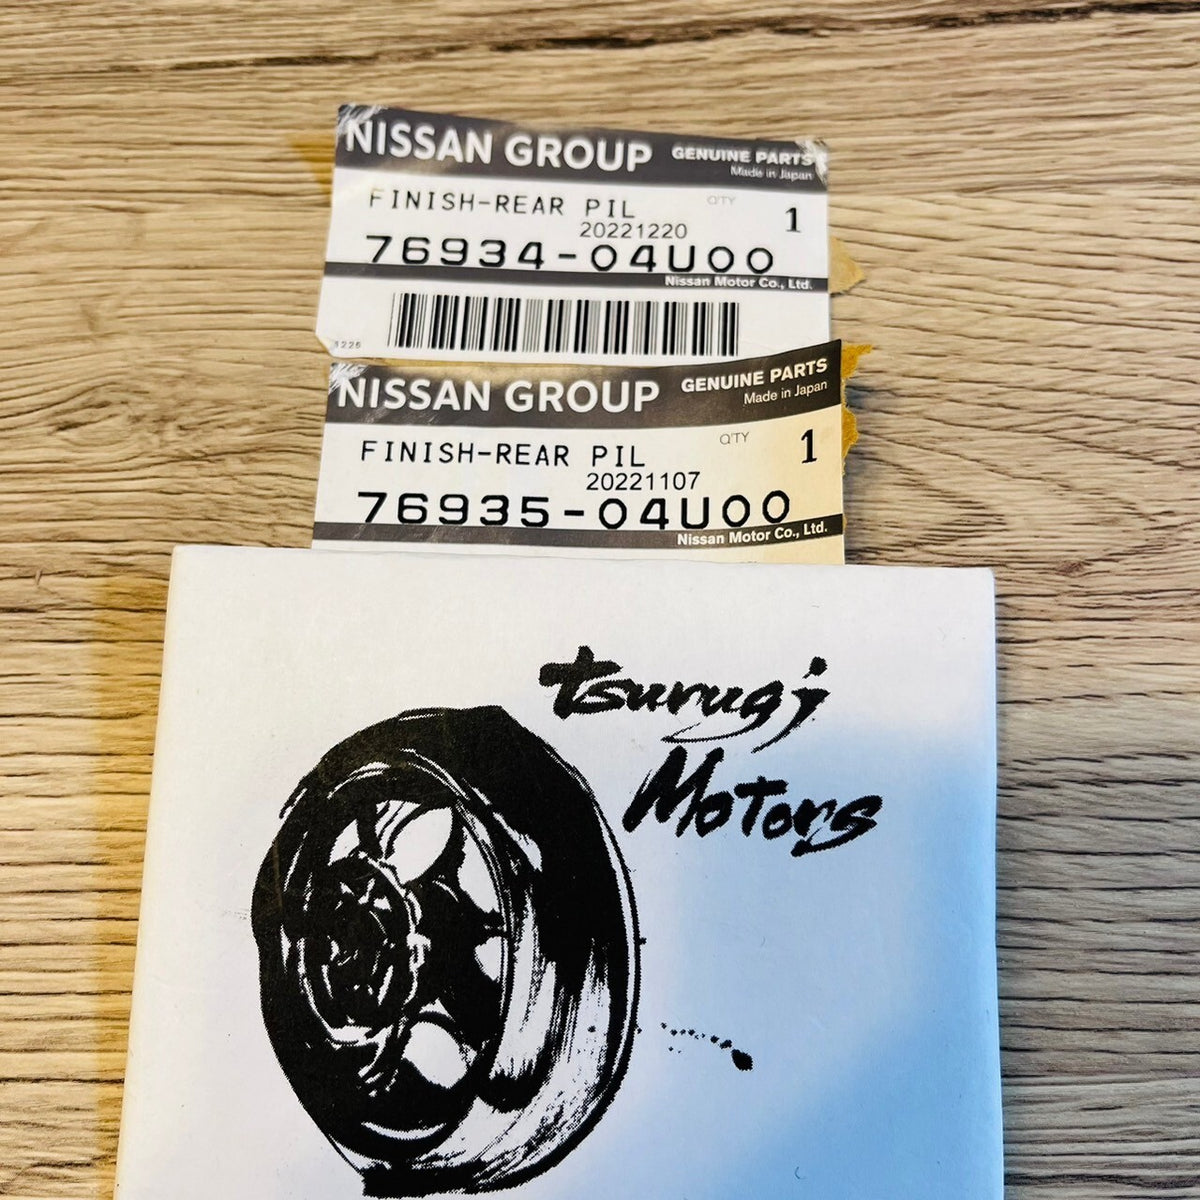 NISSAN GROUP GENUINE PARTS
Made in Japan
FINISH-REAR PIL Q'TY 1
20221220
76934-04U00
Nissan Motor Co., Ltd.
1226
NISSAN GROUP GENUINE PARTS
Made in Japan
FINISH-REAR PIL Q'TY 1
20221107
76935-04U00
Nissan Motor Co., Ltd.
tsurugi
Motors